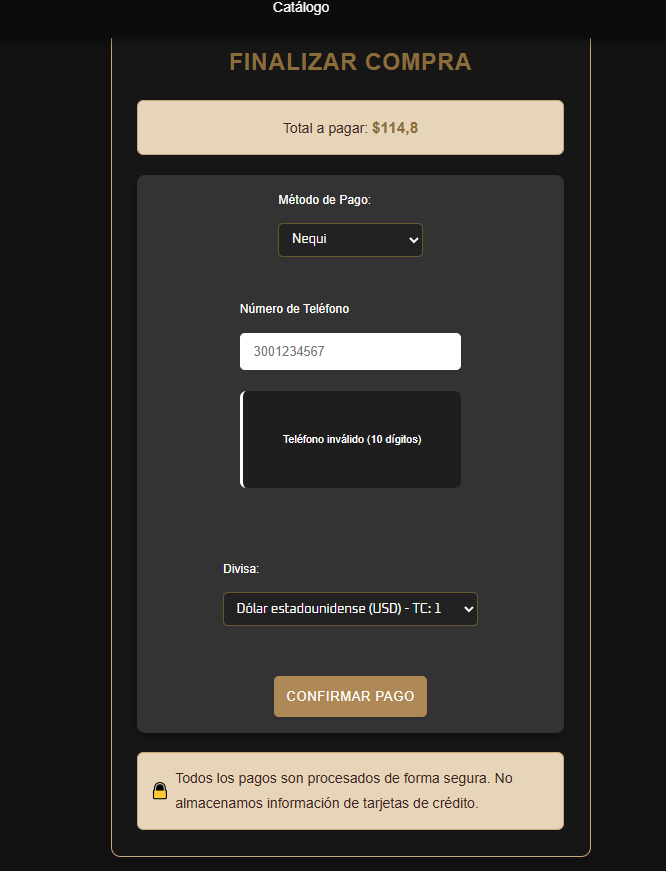 Catálogo
FINALIZAR COMPRA
Total a pagar: $114,8
Método de Pago:
Nequi
Número de Teléfono
3001234567
Teléfono inválido (10 dígitos)
Divisa:
Dólar estadounidense (USD) - TC: 1
CONFIRMAR PAGO
Todos los pagos son procesados de forma segura. No
almacenamos información de tarjetas de crédito.